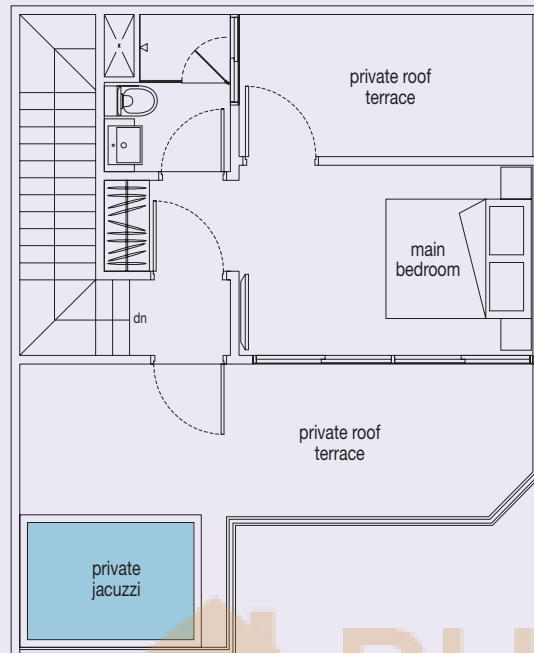 private roof
terrace
main
bedroom
dn
private roof
terrace
private
jacuzzi